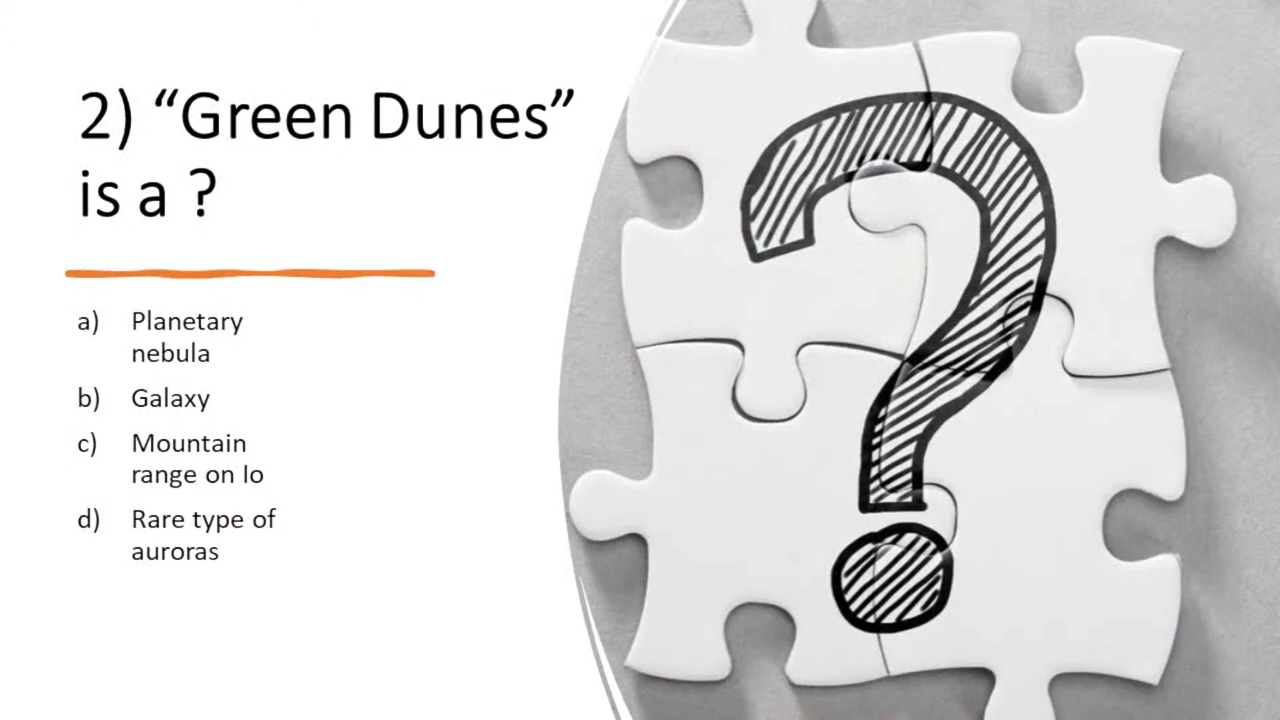 2) “Green Dunes”
is a ?
a) Planetary
nebula
b) Galaxy
c) Mountain
range on Io
d) Rare type of
auroras